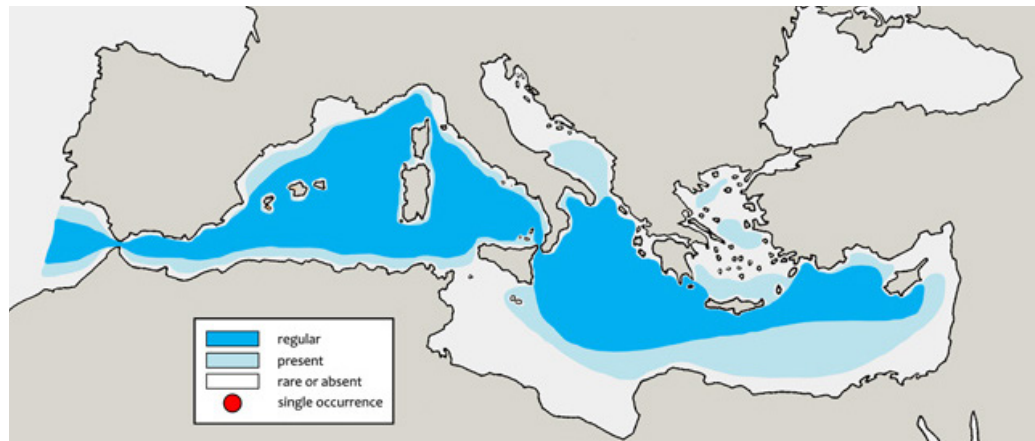 regular
present
rare or absent
single occurrence